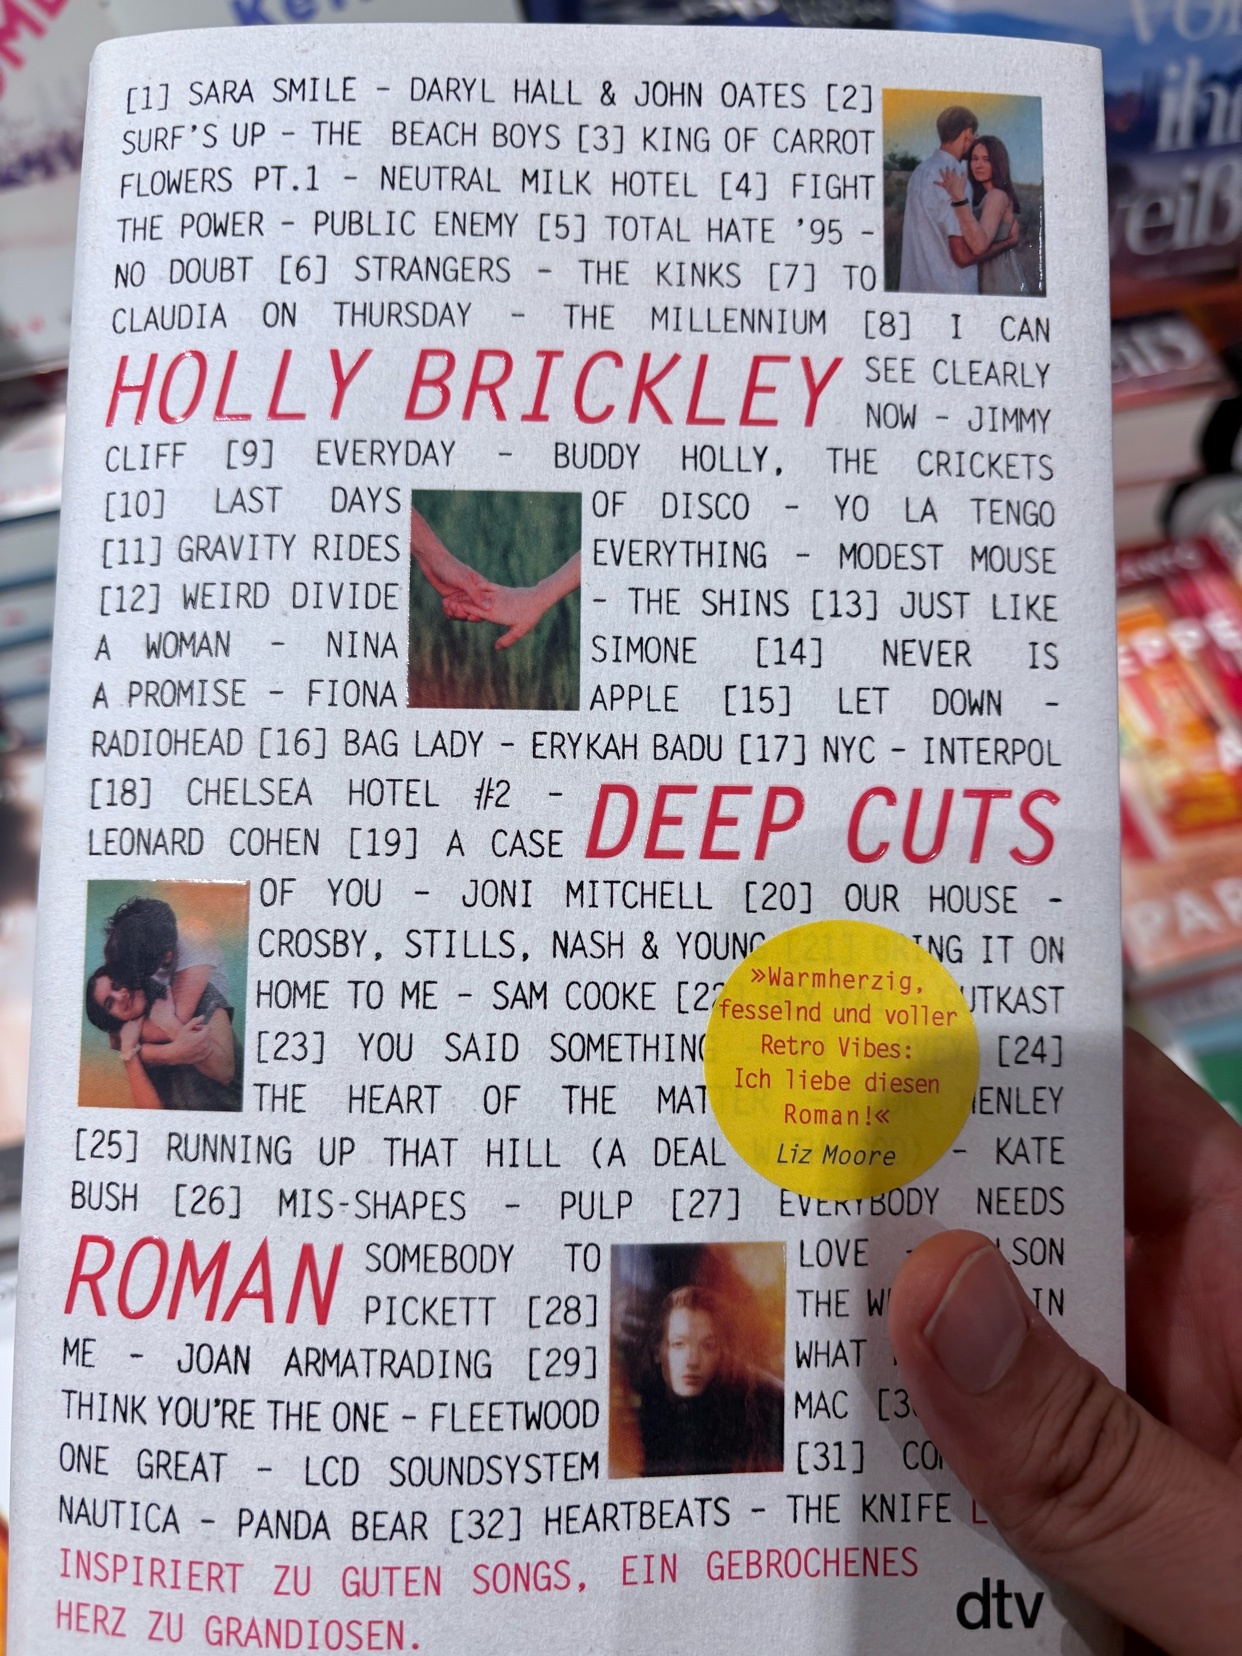 [1] SARA SMILE - DARYL HALL & JOHN OATES [2]
SURF'S UP - THE BEACH BOYS [3] KING OF CARROT
FLOWERS PT.1 - NEUTRAL MILK HOTEL [4] FIGHT
THE POWER - PUBLIC ENEMY [5] TOTAL HATE '95 -
NO DOUBT [6] STRANGERS - THE KINKS [7] TO
CLAUDIA ON THURSDAY - THE MILLENNIUM [8] I CAN
HOLLY BRICKLEY
SEE CLEARLY
NOW - JIMMY
CLIFF [9] EVERYDAY - BUDDY HOLLY, THE CRICKETS
[10] LAST DAYS OF DISCO - YO LA TENGO
[11] GRAVITY RIDES EVERYTHING - MODEST MOUSE
[12] WEIRD DIVIDE - THE SHINS [13] JUST LIKE
A WOMAN - NINA SIMONE [14] NEVER IS
A PROMISE - FIONA APPLE [15] LET DOWN -
RADIOHEAD [16] BAG LADY - ERYKAH BADU [17] NYC - INTERPOL
[18] CHELSEA HOTEL #2 -
DEEP CUTS
LEONARD COHEN [19] A CASE
OF YOU - JONI MITCHELL [20] OUR HOUSE -
CROSBY, STILLS, NASH & YOUNG [21] BRING IT ON
HOME TO ME - SAM COOKE [22] OUTKAST
[23] YOU SAID SOMETHING [24]
THE HEART OF THE MATTER - HENLEY
[25] RUNNING UP THAT HILL (A DEAL - KATE
BUSH [26] MIS-SHAPES - PULP [27] EVERYBODY NEEDS
»Warmherzig,
fesselnd und voller
Retro Vibes:
Ich liebe diesen
Roman!«
Liz Moore
ROMAN
SOMEBODY TO LOVE -
PICKETT [28] THE IN
ME - JOAN ARMATRADING [29] WHAT
THINK YOU'RE THE ONE - FLEETWOOD MAC
ONE GREAT - LCD SOUNDSYSTEM [31]
NAUTICA - PANDA BEAR [32] HEARTBEATS - THE KNIFE
INSPIRIERT ZU GUTEN SONGS, EIN GEBROCHENES
HERZ ZU GRANDIOSEN.
dtv